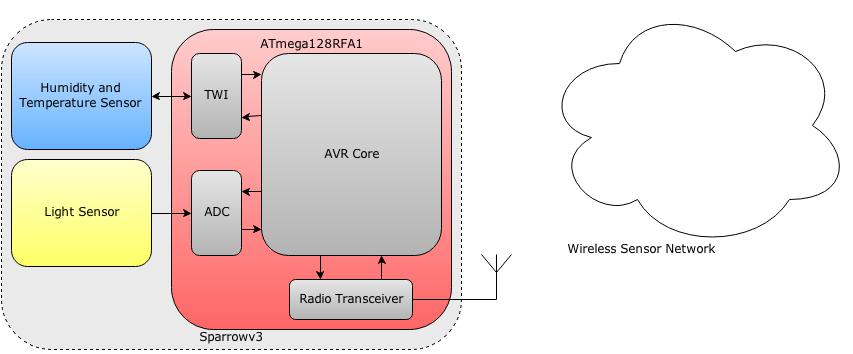 ATmega128RFA1
Humidity and
Temperature Sensor
TWI
AVR Core
Light Sensor
ADC
Radio Transceiver
Sparrowv3
Wireless Sensor Network